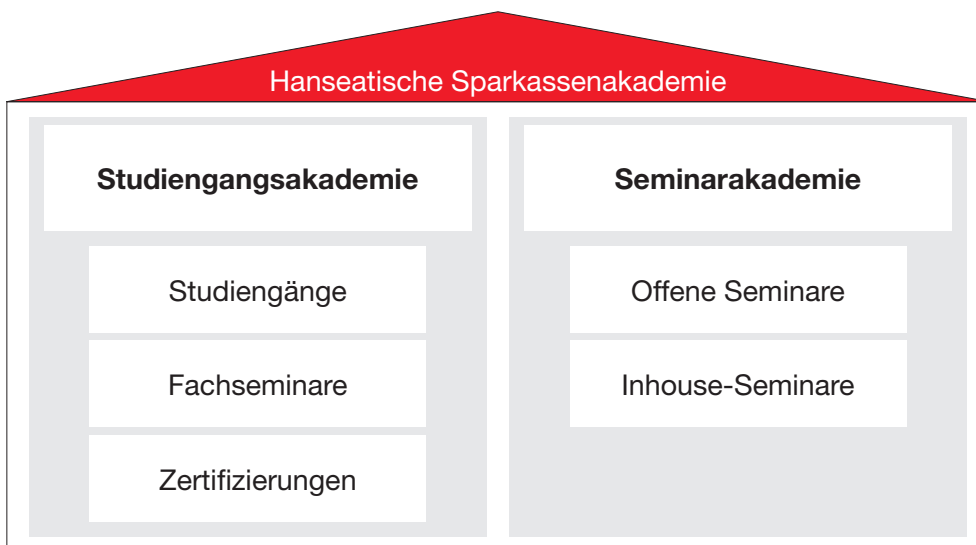 Hanseatische Sparkassenakademie
Studiengangsakademie
Studiengänge
Fachseminare
Zertifizierungen
Seminarakademie
Offene Seminare
Inhouse-Seminare